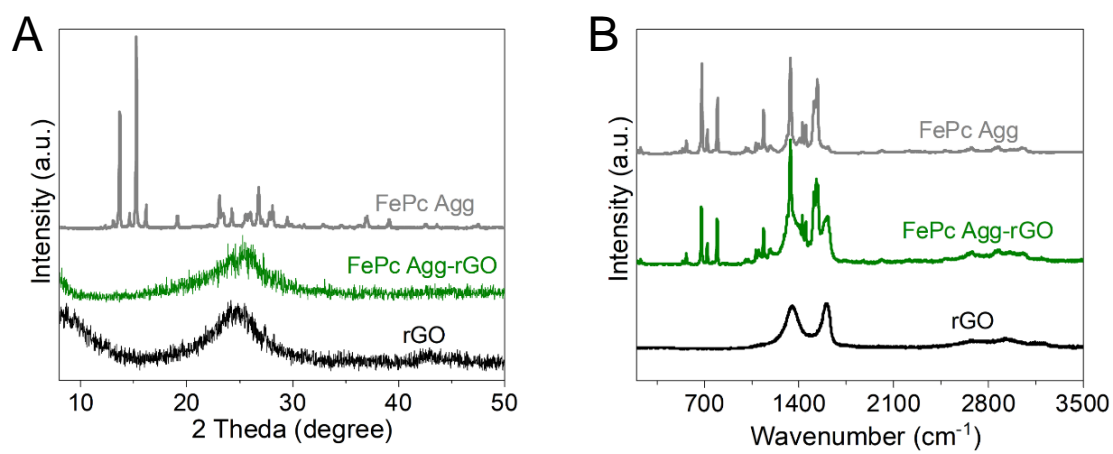 A
Intensity (a.u.)
FePc Agg
FePc Agg-rGO
rGO
10 20 30 40 50
2 Theda (degree)
B
Intensity (a.u.)
FePc Agg
FePc Agg-rGO
rGO
700 1400 2100 2800 3500
Wavenumber (cm⁻¹)